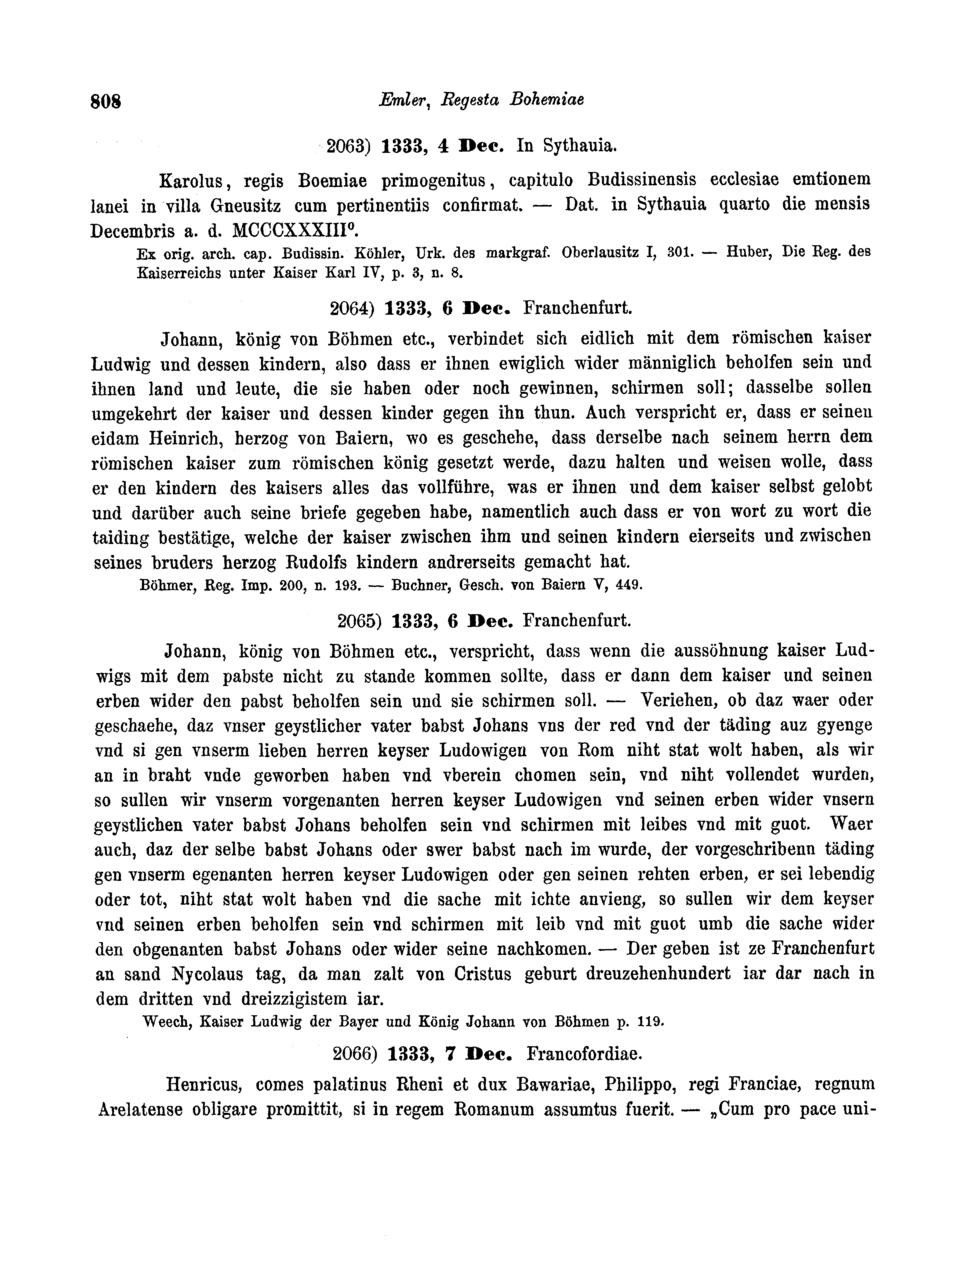 808 Emler, Regesta Bohemiae
2063) 1333, 4 Dec. In Sythauia.
Karolus, regis Boemiae primogenitus, capitulo Budissinensis ecclesiae emtionem
lanei in villa Gneusitz cum pertinentiis confirmat. — Dat. in Sythauia quarto die mensis
Decembris a. d. MCCCXXXIIIº.
Ex orig. arch. cap. Budissin. Köhler, Urk. des markgraf. Oberlausitz I, 301. — Huber, Die Reg. des
Kaiserreichs unter Kaiser Karl IV, p. 3, n. 8.
2064) 1333, 6 Dec. Franchenfurt.
Johann, könig von Böhmen etc., verbindet sich eidlich mit dem römischen kaiser
Ludwig und dessen kindern, also dass er ihnen ewiglich wider männiglich beholfen sein und
ihnen land und leute, die sie haben oder noch gewinnen, schirmen soll; dasselbe sollen
umgekehrt der kaiser und dessen kinder gegen ihn thun. Auch verspricht er, dass er seinen
eidam Heinrich, herzog von Baiern, wo es geschehe, dass derselbe nach seinem herrn dem
römischen kaiser zum römischen könig gesetzt werde, dazu halten und weisen wolle, dass
er den kindern des kaisers alles das vollführe, was er ihnen und dem kaiser selbst gelobt
und darüber auch seine briefe gegeben habe, namentlich auch dass er von wort zu wort die
taiding bestätige, welche der kaiser zwischen ihm und seinen kindern eierseits und zwischen
seines bruders herzog Rudolfs kindern andrerseits gemacht hat.
Böhmer, Reg. Imp. 200, n. 193. — Buchner, Gesch. von Baiern V, 449.
2065) 1333, 6 Dec. Franchenfurt.
Johann, könig von Böhmen etc., verspricht, dass wenn die aussöhnung kaiser Lud-
wigs mit dem pabste nicht zu stande kommen sollte, dass er dann dem kaiser und seinen
erben wider den pabst beholfen sein und sie schirmen soll. — Veriehen, ob daz waer oder
geschaehe, daz vnser geystlicher vater babst Johans vns der red vnd der täding auz gyenge
vnd si gen vnserm lieben herren keyser Ludowigen von Rom niht stat wolt haben, als wir
an in braht vnde geworben haben vnd vberein chomen sein, vnd niht vollendet wurden,
so sullen wir vnserm vorgenanten herren keyser Ludowigen vnd seinen erben wider vnsern
geystlichen vater babst Johans beholfen sein vnd schirmen mit leibes vnd mit guot. Waer
auch, daz der selbe babst Johans oder swer babst nach im wurde, der vorgeschribenn täding
gen vnserm egenanten herren keyser Ludowigen oder gen seinen rehten erben, er sei lebendig
oder tot, niht stat wolt haben vnd die sache mit ichte anvieng, so sullen wir dem keyser
vnd seinen erben beholfen sein vnd schirmen mit leib vnd mit guot umb die sache wider
den obgenanten babst Johans oder wider seine nachkomen. — Der geben ist ze Franchenfurt
an sand Nycolaus tag, da man zalt von Cristus geburt dreuzehenhundert iar dar nach in
dem dritten vnd dreizzigistem iar.
Weech, Kaiser Ludwig der Bayer und König Johann von Böhmen p. 119.
2066) 1333, 7 Dec. Francofordiae.
Henricus, comes palatinus Rheni et dux Bawariae, Philippo, regi Franciae, regnum
Arelatense obligare promittit, si in regem Romanum assumtus fuerit. — „Cum pro pace uni-